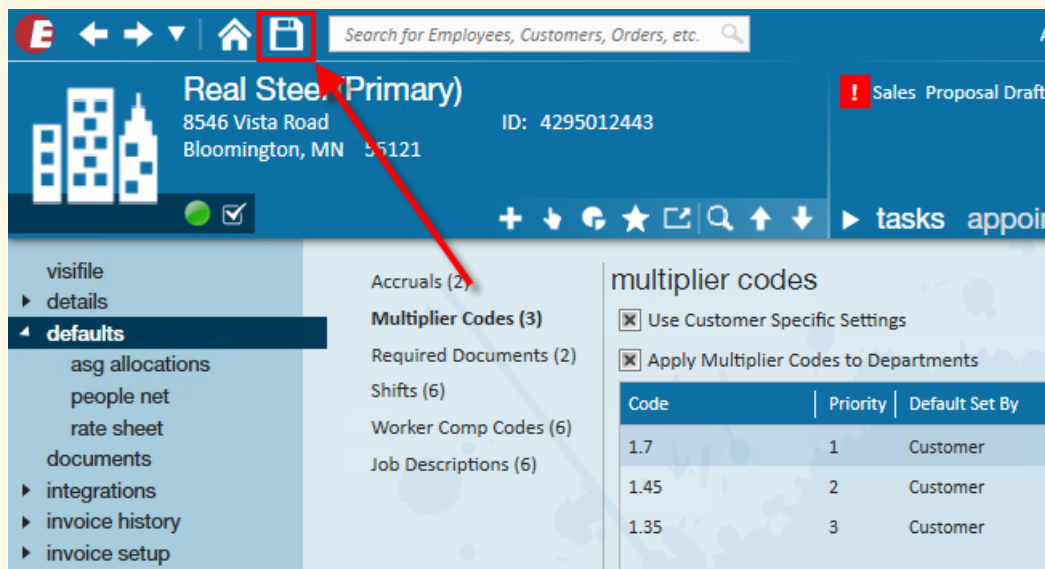 E
Search for Employees, Customers, Orders, etc.
Real Steel (Primary)
8546 Vista Road
ID: 4295012443
Bloomington, MN 55121
! Sales Proposal Draft
tasks appoin
visifile
details
defaults
asg allocations
people net
rate sheet
documents
integrations
invoice history
invoice setup
Accruals (2)
Multiplier Codes (3)
Required Documents (2)
Shifts (6)
Worker Comp Codes (6)
Job Descriptions (6)
multiplier codes
Use Customer Specific Settings
Apply Multiplier Codes to Departments
Code Priority Default Set By
1.7 1 Customer
1.45 2 Customer
1.35 3 Customer